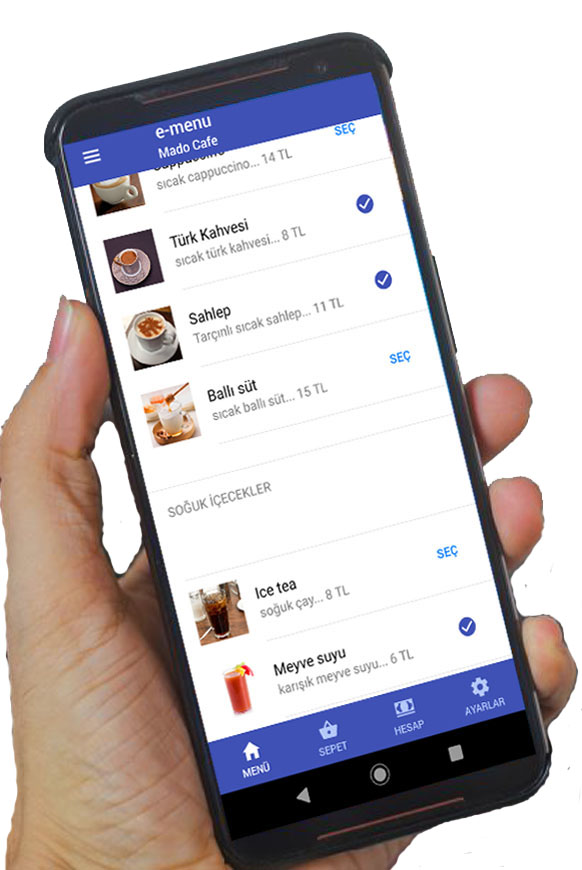 e-menu
Mado Cafe
SEÇ
Cappuccino
sıcak cappuccino... 14 TL
Türk Kahvesi
sıcak türk kahvesi... 8 TL
Sahlep
Tarçınlı sıcak sahlep... 11 TL
SEÇ
Ballı süt
sıcak ballı süt... 15 TL
SOĞUK İÇECEKLER
SEÇ
Ice tea
soğuk çay... 8 TL
Meyve suyu
karışık meyve suyu... 6 TL
MENÜ
SEPET
HESAP
AYARLAR